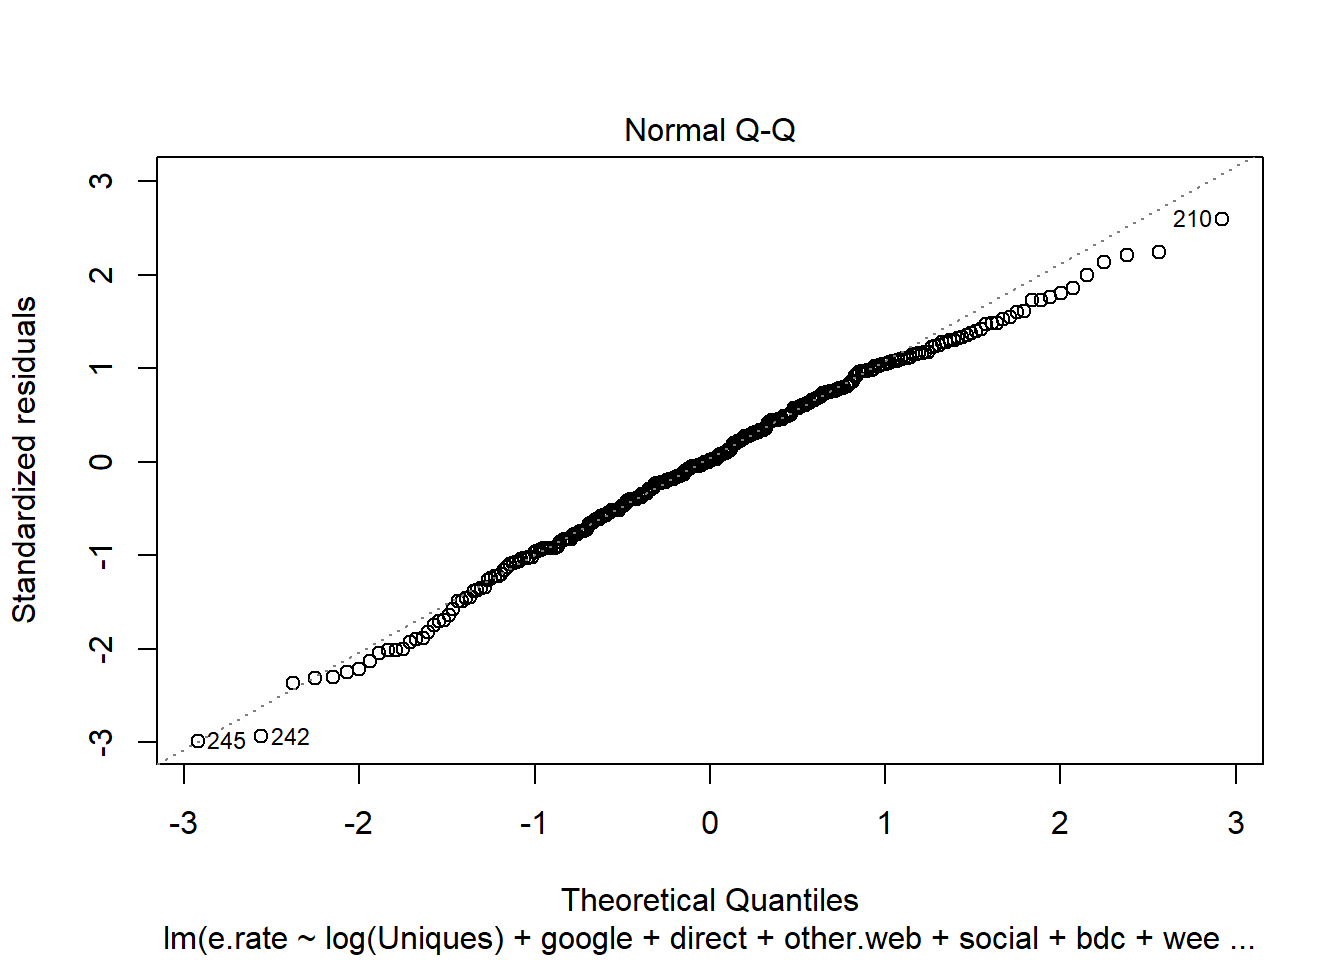 Normal Q-Q
Standardized residuals
3
2
1
0
-1
-2
-3
210
245
242
-3 -2 -1 0 1 2 3
Theoretical Quantiles
lm(e.rate ~ log(Uniques) + google + direct + other.web + social + bdc + wee ...